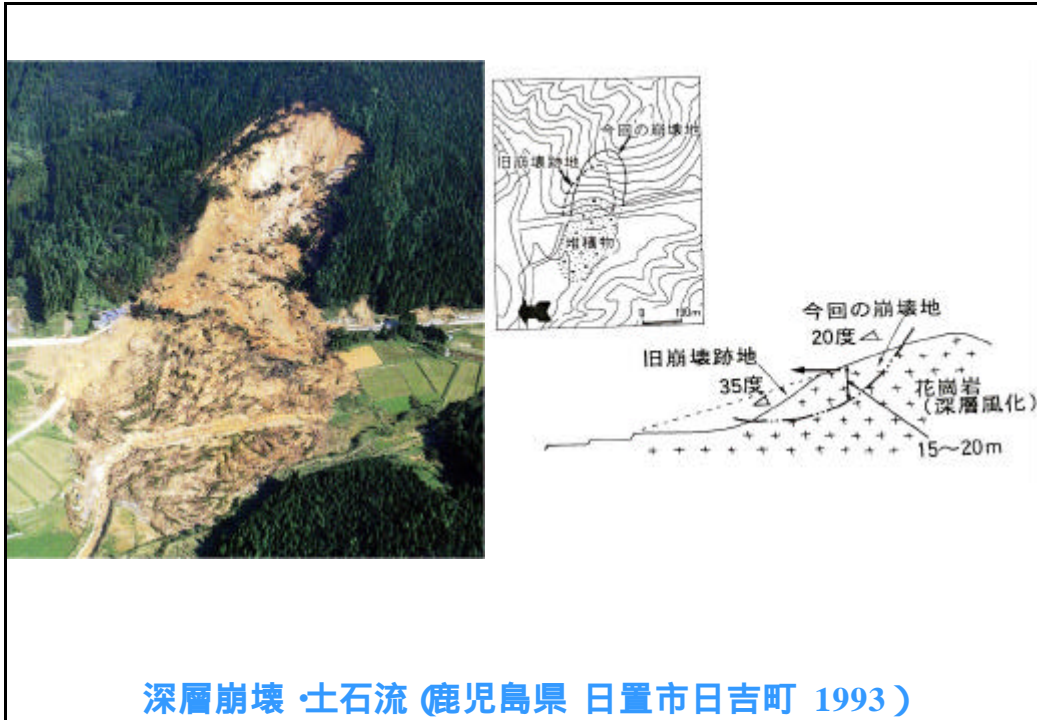 今回の崩壊地
旧崩壊跡地
堆積物
0 100m
今回の崩壊地
20度
旧崩壊跡地
35度
花崗岩
(深層風化)
15〜20m
深層崩壊・土石流(鹿児島県 日置市日吉町 1993)